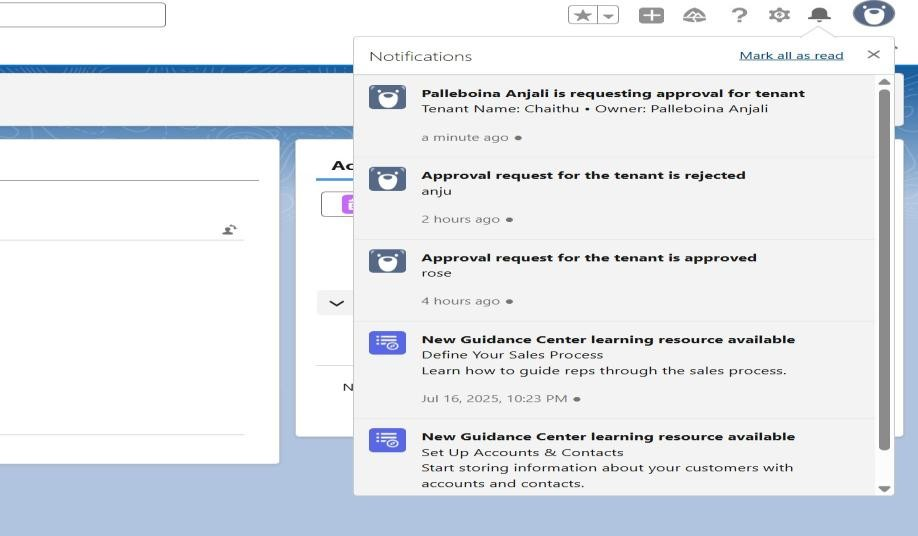 Notifications
Mark all as read
Palleboina Anjali is requesting approval for tenant
Tenant Name: Chaithu • Owner: Palleboina Anjali
a minute ago
Approval request for the tenant is rejected
anju
2 hours ago
Approval request for the tenant is approved
rose
4 hours ago
New Guidance Center learning resource available
Define Your Sales Process
Learn how to guide reps through the sales process.
Jul 16, 2025, 10:23 PM
New Guidance Center learning resource available
Set Up Accounts & Contacts
Start storing information about your customers with
accounts and contacts.